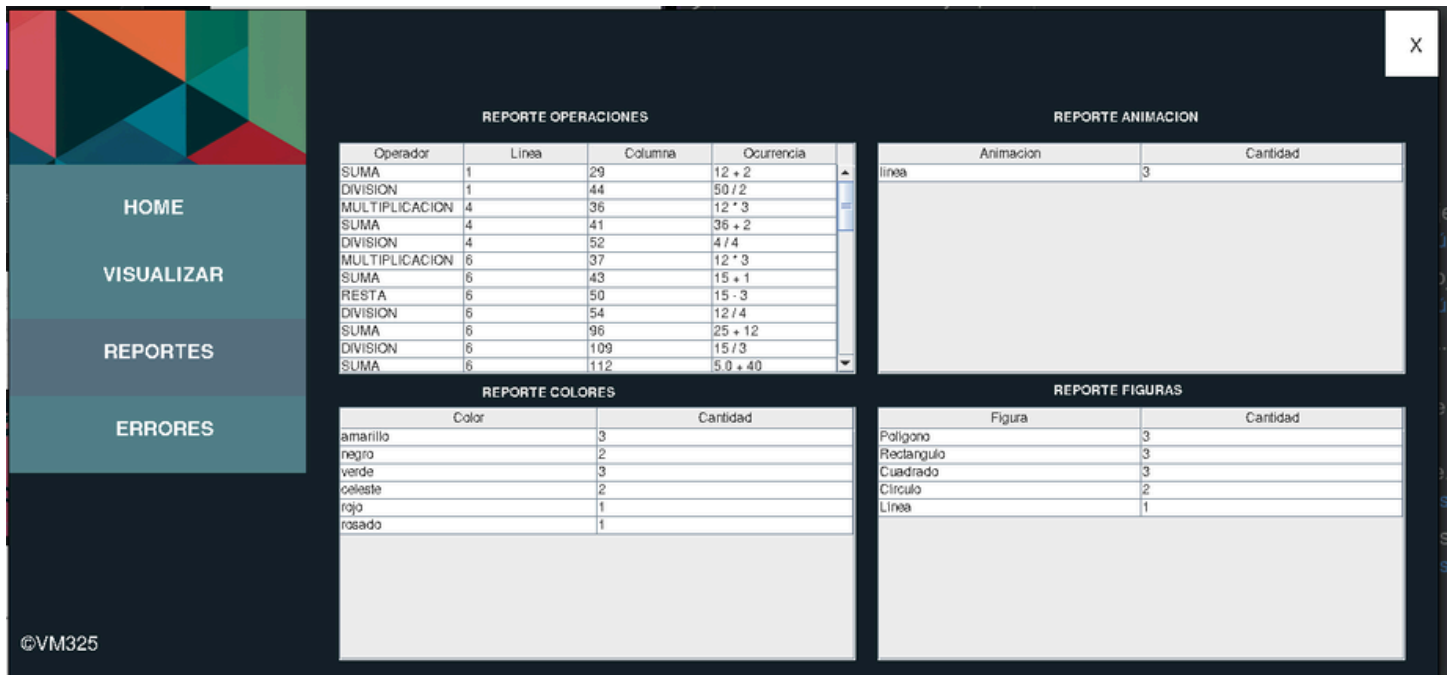 X
HOME
VISUALIZAR
REPORTES
ERRORES
©VM325
REPORTE OPERACIONES
Operador Linea Columna Ocurrencia
SUMA 1 29 12 + 2
DIVISION 1 44 50 / 2
MULTIPLICACION 4 36 12 * 3
SUMA 4 41 36 + 2
DIVISION 4 52 4 / 4
MULTIPLICACION 6 37 12 * 3
SUMA 6 43 15 + 1
RESTA 6 50 15 - 3
DIVISION 6 54 12 / 4
SUMA 6 96 25 + 12
DIVISION 6 109 15 / 3
SUMA 6 112 5.0 + 40
REPORTE ANIMACION
Animacion Cantidad
linea 3
REPORTE COLORES
Color Cantidad
amarillo 3
negro 2
verde 3
celeste 2
rojo 1
rosado 1
REPORTE FIGURAS
Figura Cantidad
Poligono 3
Rectangulo 3
Cuadrado 3
Circulo 2
Linea 1